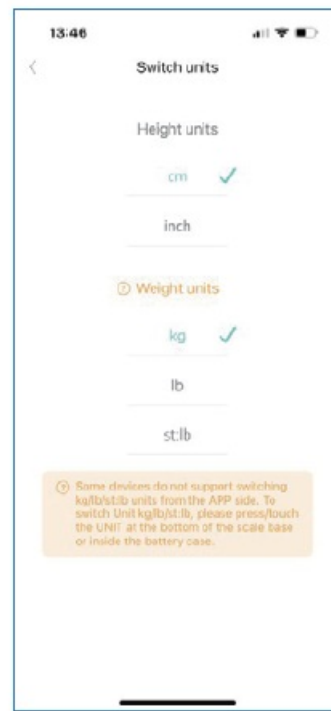 13:46
Switch units
Height units
cm
inch
Weight units
kg
lb
st:lb
Some devices do not support switching
kg/lb/st:lb units from the APP side. To
switch Unit kg/lb/st:lb, please press/touch
the UNIT at the bottom of the scale base
or inside the battery case.